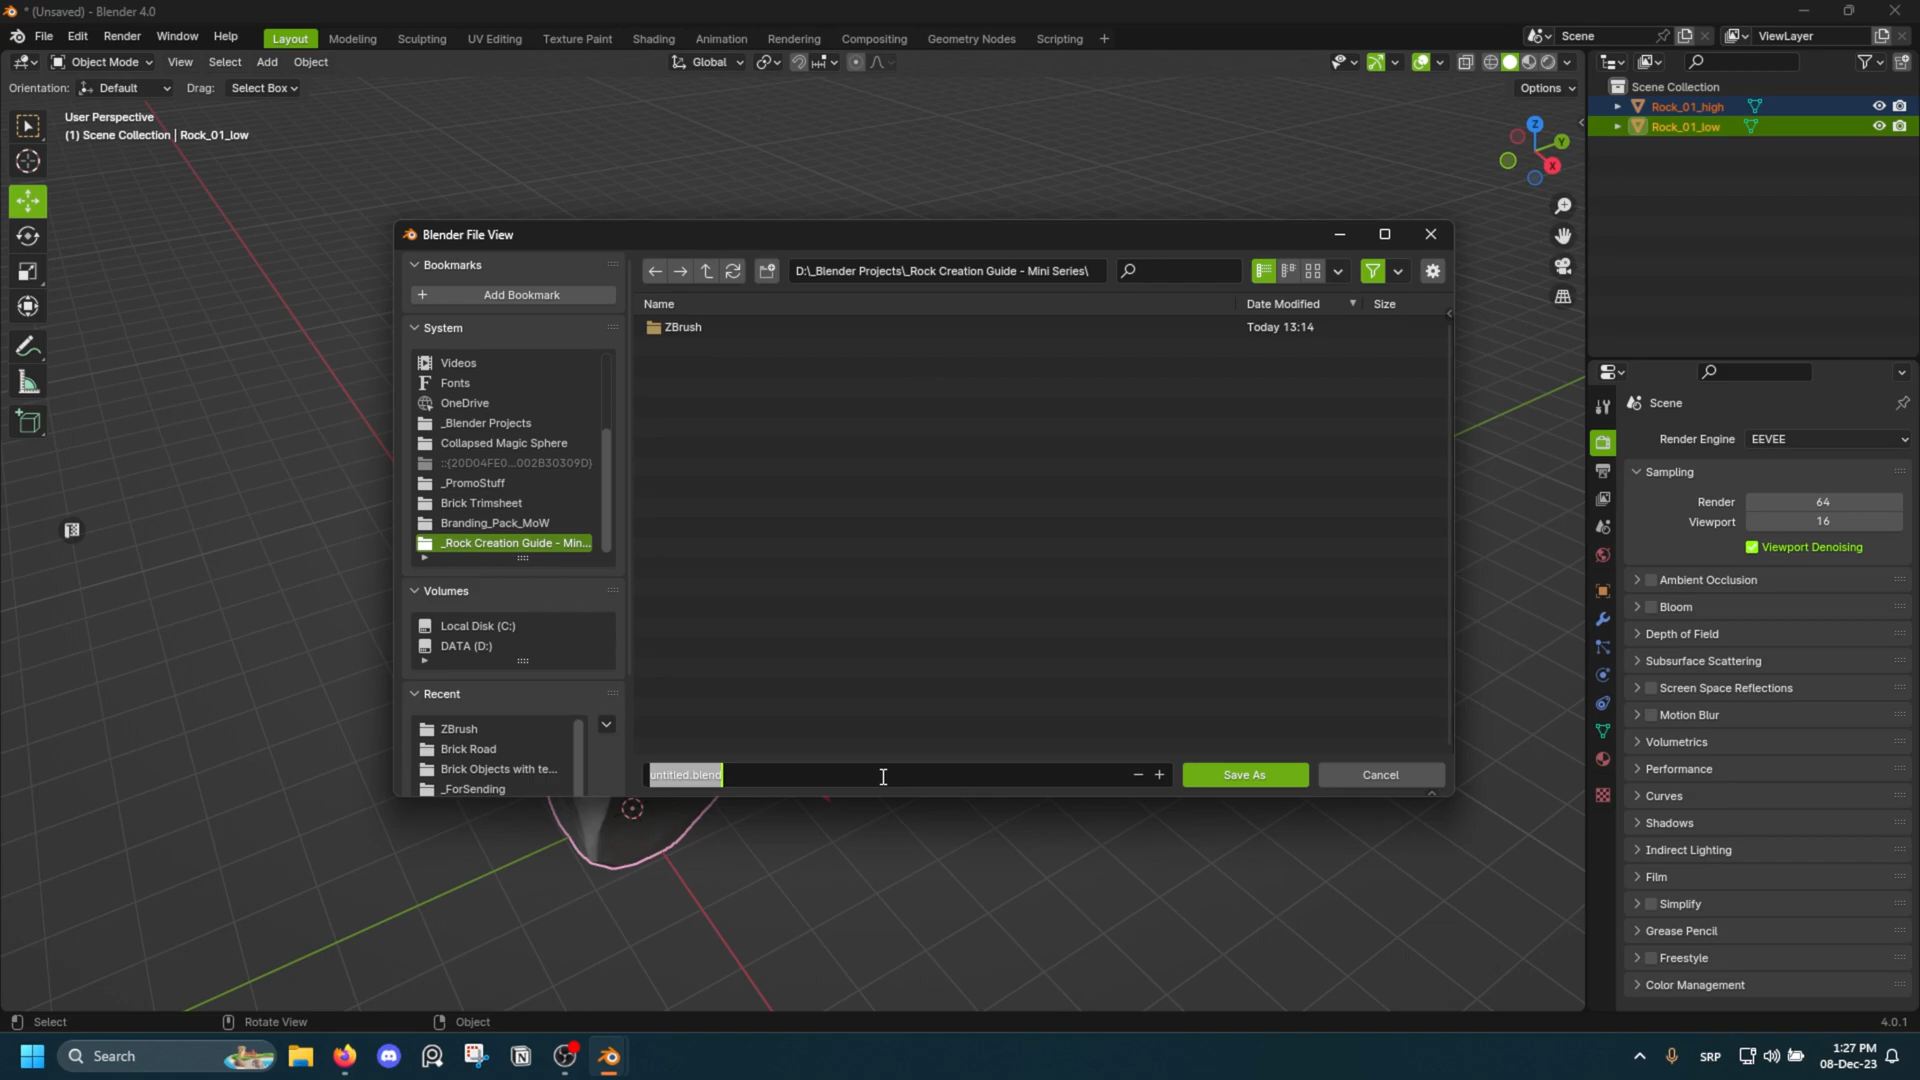 * (Unsaved) - Blender 4.0
File Edit Render Window Help
Layout Modeling Sculpting UV Editing Texture Paint Shading Animation Rendering Compositing Geometry Nodes Scripting +
Scene
ViewLayer
Object Mode View Select Add Object
Global
Orientation: Default Drag: Select Box
Options
User Perspective
(1) Scene Collection | Rock_01_low
Z
Y
X
Scene Collection
Rock_01_high
Rock_01_low
Blender File View
Bookmarks
+ Add Bookmark
System
Videos
Fonts
OneDrive
_Blender Projects
Collapsed Magic Sphere
::{20D04FE0...002B30309D}
_PromoStuff
Brick Trimsheet
Branding_Pack_MoW
_Rock Creation Guide - Min...
Volumes
Local Disk (C:)
DATA (D:)
Recent
ZBrush
Brick Road
Brick Objects with te...
_ForSending
D:\_Blender Projects\_Rock Creation Guide - Mini Series\
Name Date Modified Size
ZBrush Today 13:14
untitled.blend
Save As
Cancel
Scene
Render Engine EEVEE
Sampling
Render 64
Viewport 16
Viewport Denoising
Ambient Occlusion
Bloom
Depth of Field
Subsurface Scattering
Screen Space Reflections
Motion Blur
Volumetrics
Performance
Curves
Shadows
Indirect Lighting
Film
Simplify
Grease Pencil
Freestyle
Color Management
Select Rotate View Object
4.0.1
Search
SRP
1:27 PM
08-Dec-23